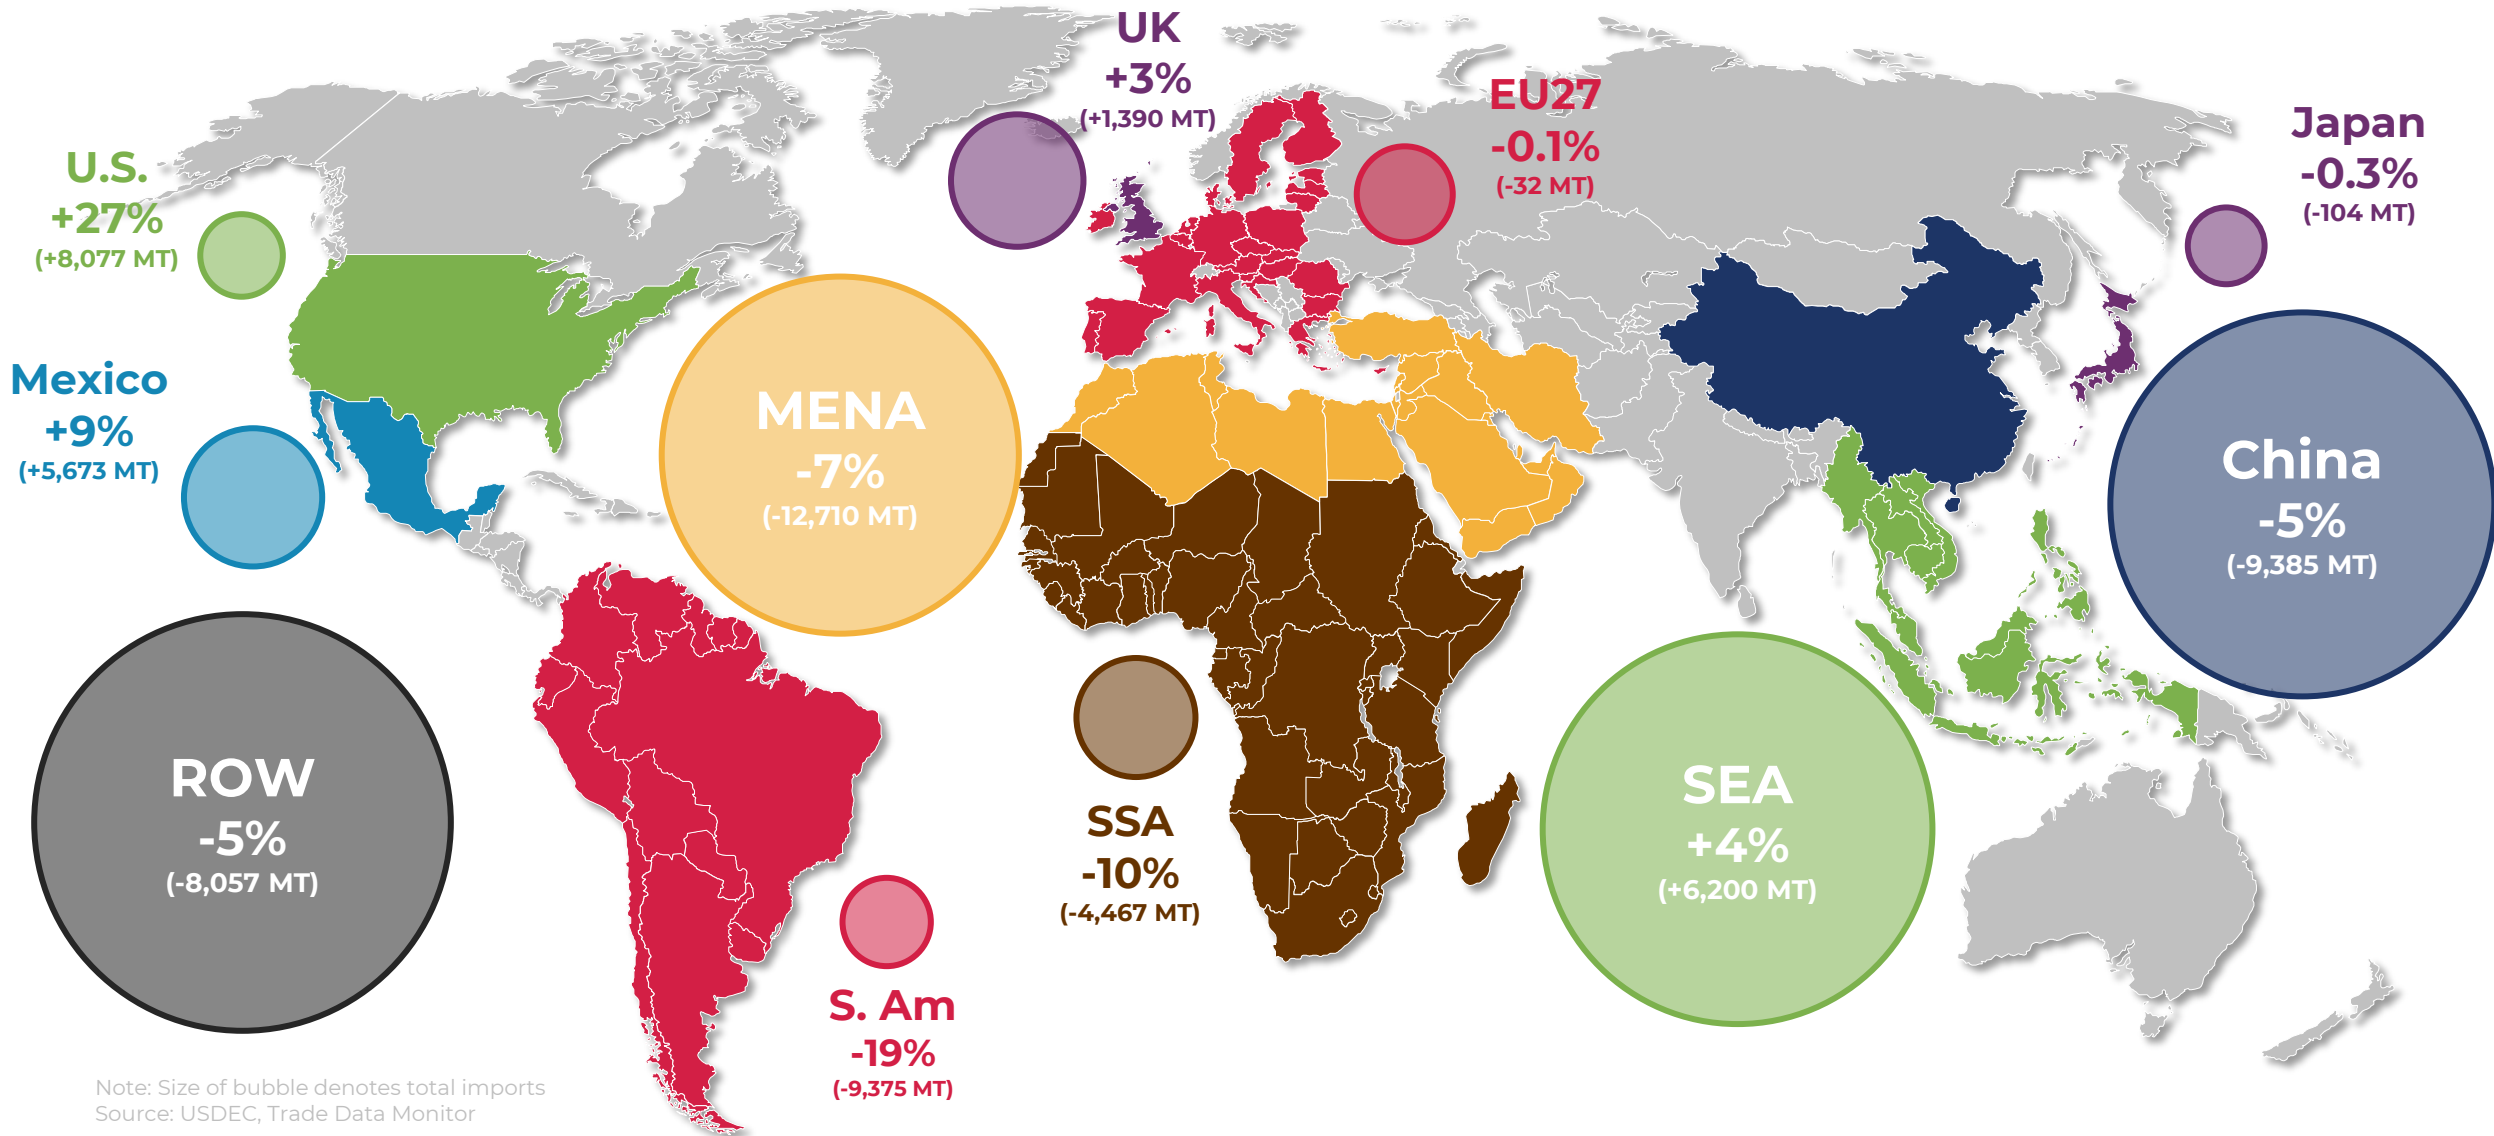 UK
+3%
(+1,390 MT)
EU27
-0.1%
(-32 MT)
Japan
-0.3%
(-104 MT)
U.S.
+27%
(+8,077 MT)
Mexico
+9%
(+5,673 MT)
MENA
-7%
(-12,710 MT)
China
-5%
(-9,385 MT)
ROW
-5%
(-8,057 MT)
SSA
-10%
(-4,467 MT)
SEA
+4%
(+6,200 MT)
S. Am
-19%
(-9,375 MT)
Note: Size of bubble denotes total imports
Source: USDEC, Trade Data Monitor